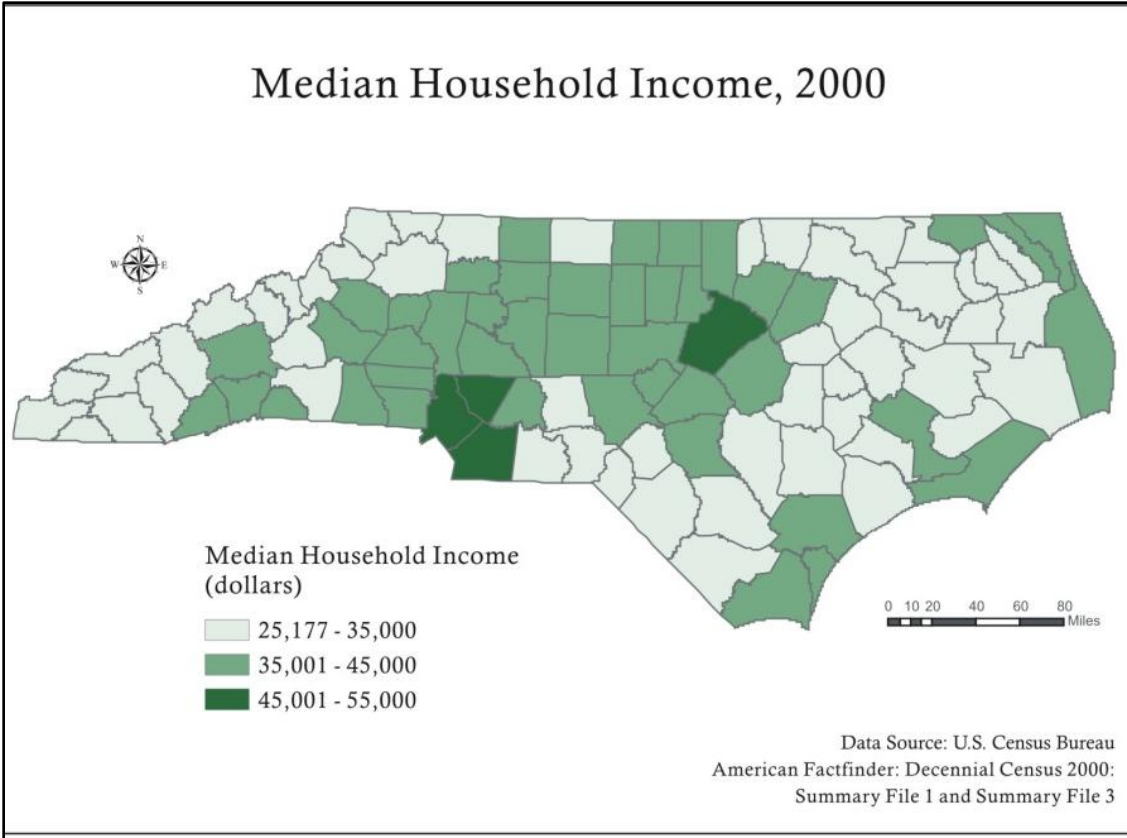 Median Household Income, 2000
N
W E
S
Median Household Income
(dollars)
25,177 - 35,000
35,001 - 45,000
45,001 - 55,000
0 10 20 40 60 80
Miles
Data Source: U.S. Census Bureau
American Factfinder: Decennial Census 2000:
Summary File 1 and Summary File 3